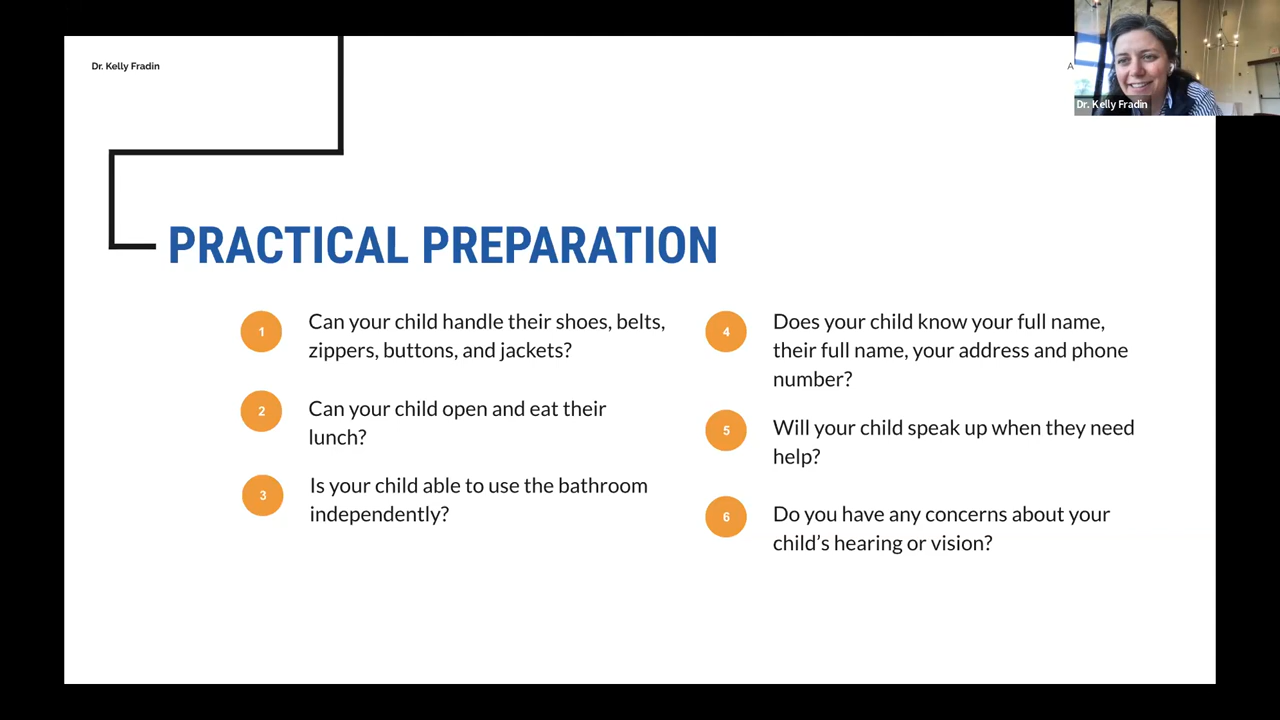 Dr. Kelly Fradin
A
Dr. Kelly Fradin
PRACTICAL PREPARATION
1
Can your child handle their shoes, belts,
zippers, buttons, and jackets?
2
Can your child open and eat their
lunch?
3
Is your child able to use the bathroom
independently?
4
Does your child know your full name,
their full name, your address and phone
number?
5
Will your child speak up when they need
help?
6
Do you have any concerns about your
child’s hearing or vision?